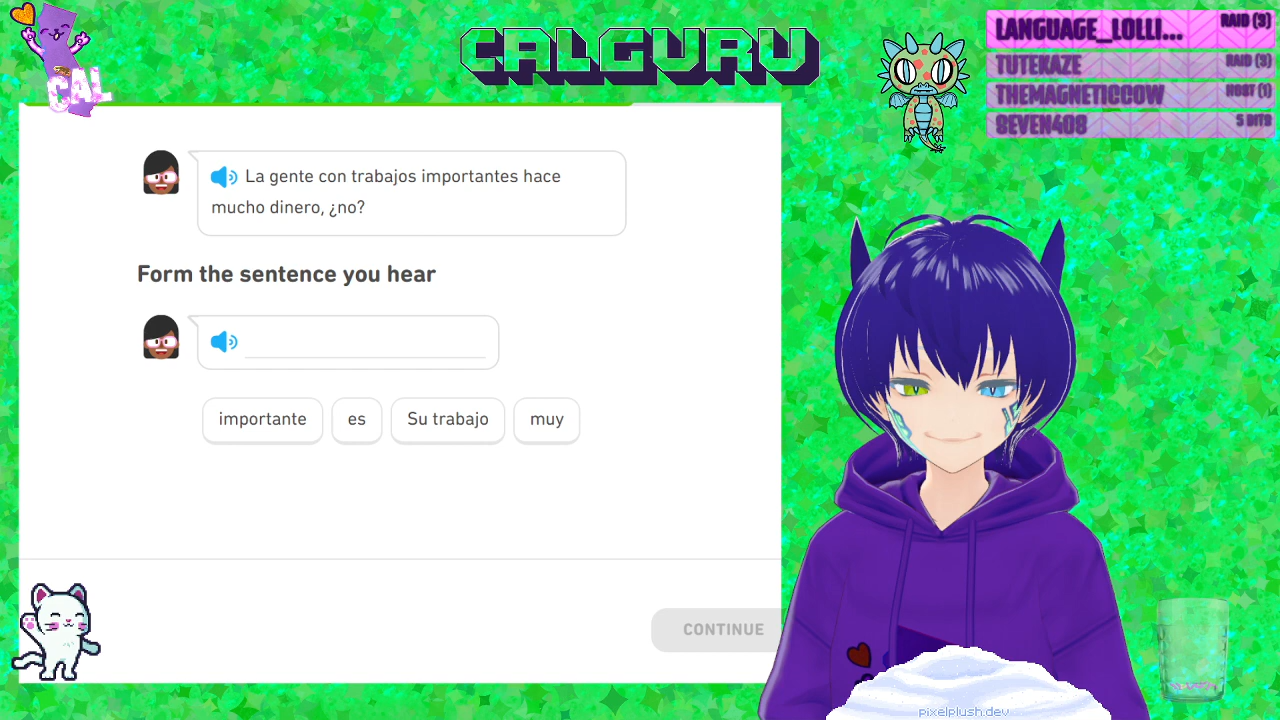 CAL
CALGURU
LANGUAGE_LOLLI... RAID (3)
TUTEKAZE RAID (3)
THEMAGNETICCOW HOST (1)
SEVEN408 5 BITS
La gente con trabajos importantes hace
mucho dinero, ¿no?
Form the sentence you hear
importante es Su trabajo muy
CONTINUE
pixelplush.dev